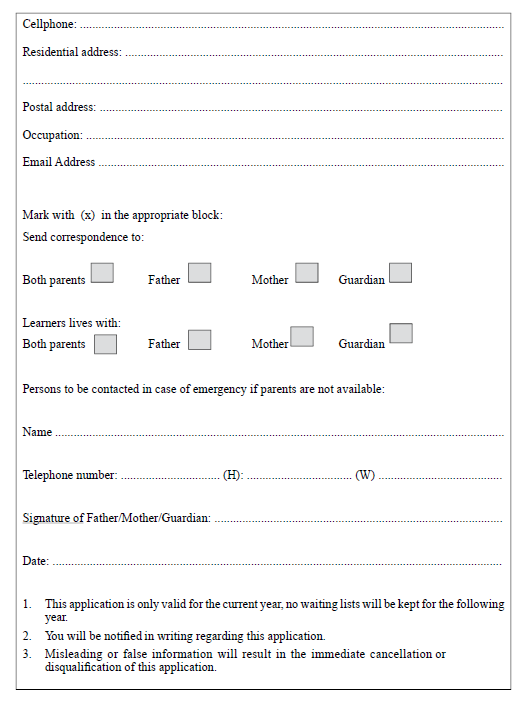 Cellphone: ..........................................................................................................
Residential address: ..........................................................................................................
..........................................................................................................
Postal address: ..........................................................................................................
Occupation: ..........................................................................................................
Email Address ..........................................................................................................
Mark with (x) in the appropriate block:
Send correspondence to:
Both parents Father Mother Guardian
Learners lives with:
Both parents Father Mother Guardian
Persons to be contacted in case of emergency if parents are not available:
Name ..........................................................................................................
Telephone number: ................................. (H): ................................... (W) .........................................
Signature of Father/Mother/Guardian: ..........................................................................................................
Date: ..........................................................................................................
1. This application is only valid for the current year, no waiting lists will be kept for the following
year.
2. You will be notified in writing regarding this application.
3. Misleading or false information will result in the immediate cancellation or
disqualification of this application.